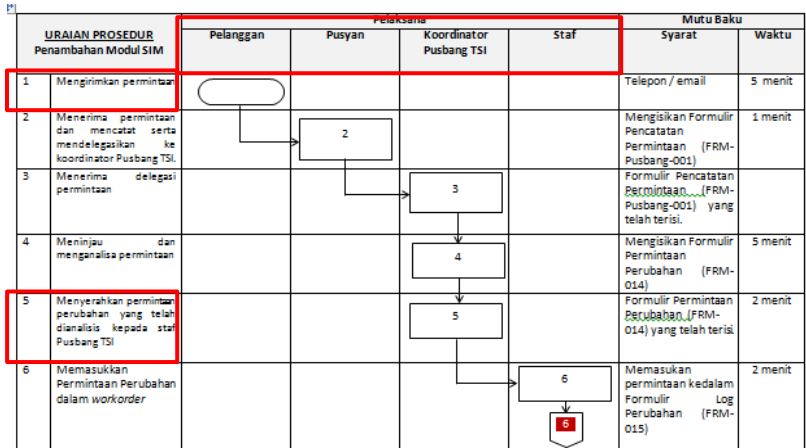 URAIAN PROSEDUR
Penambahan Modul SIM
Pelaksana
Mutu Baku
Pelanggan
Pusyan
Koordinator
Pusbang TSI
Staf
Syarat
Waktu
1
Mengirimkan permintaan
Telepon / email
5 menit
2
Menerima permintaan
dan mencatat serta
mendelegasikan ke
koordinator Pusbang TSI.
2
Mengisikan Formulir
Pencatatan
Permintaan (FRM-
Pusbang-001)
1 menit
3
Menerima delegasi
permintaan
3
Formulir Pencatatan
Permintaan (FRM-
Pusbang-001) yang
telah terisi.
4
Meninjau dan
menganalisa permintaan
4
Mengisikan Formulir
Permintaan
Perubahan (FRM-
014)
5 menit
5
Menyerahkan permintaan
perubahan yang telah
dianalisis kepada staf
Pusbang TSI
5
Formulir Permintaan
Perubahan (FRM-
014) yang telah terisi
2 menit
6
Memasukkan
Permintaan Perubahan
dalam workorder
6
6
Memasukan
permintaan kedalam
Formulir Log
Perubahan (FRM-
015)
2 menit